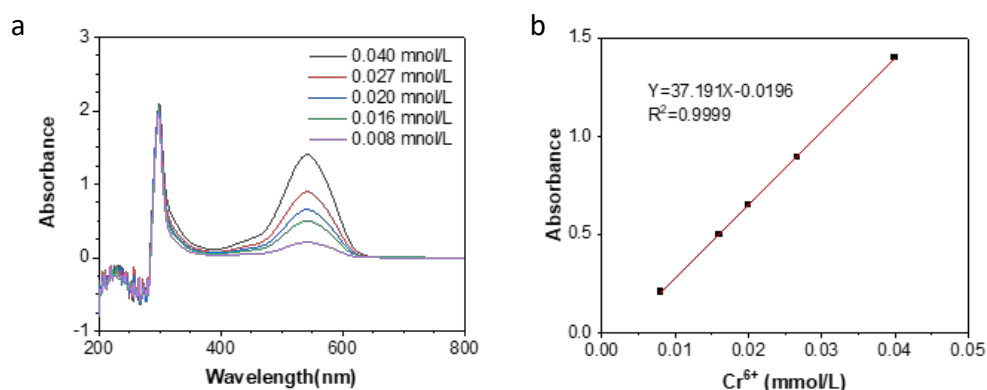 a
3
2
1
0
-1
Absorbance
200
400
600
800
Wavelength(nm)
0.040 mnol/L
0.027 mnol/L
0.020 mnol/L
0.016 mnol/L
0.008 mnol/L
b
1.5
1.0
0.5
0.0
Absorbance
0.00
0.01
0.02
0.03
0.04
0.05
Cr⁶⁺ (mmol/L)
Y=37.191X-0.0196
R²=0.9999